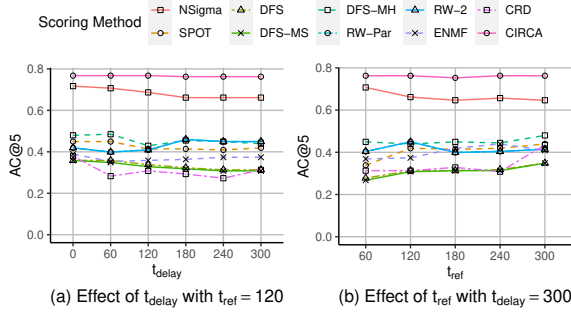 Scoring Method
NSigma DFS DFS−MH RW−2 CRD
SPOT DFS−MS RW−Par ENMF CIRCA
AC@5
0.8
0.6
0.4
0.2
0.0
0 60 120 180 240 300
t_delay
(a) Effect of t_delay with t_ref = 120
AC@5
0.8
0.6
0.4
0.2
0.0
60 120 180 240 300
t_ref
(b) Effect of t_ref with t_delay = 300